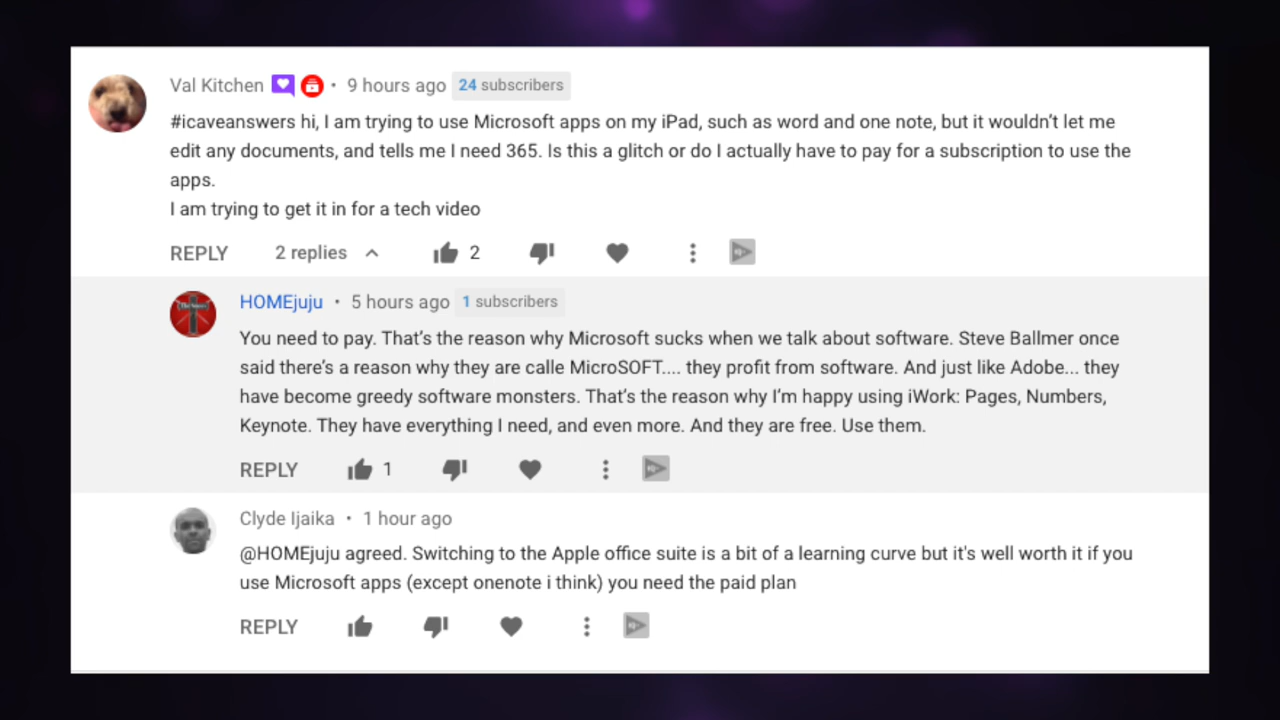 Val Kitchen • 9 hours ago 24 subscribers
#icaveanswers hi, I am trying to use Microsoft apps on my iPad, such as word and one note, but it wouldn't let me
edit any documents, and tells me I need 365. Is this a glitch or do I actually have to pay for a subscription to use the
apps.
I am trying to get it in for a tech video
REPLY 2 replies 2
HOMEjuju • 5 hours ago 1 subscribers
You need to pay. That's the reason why Microsoft sucks when we talk about software. Steve Ballmer once
said there's a reason why they are calle MicroSOFT.... they profit from software. And just like Adobe... they
have become greedy software monsters. That's the reason why I'm happy using iWork: Pages, Numbers,
Keynote. They have everything I need, and even more. And they are free. Use them.
REPLY 1
Clyde Ijaika • 1 hour ago
@HOMEjuju agreed. Switching to the Apple office suite is a bit of a learning curve but it's well worth it if you
use Microsoft apps (except onenote i think) you need the paid plan
REPLY